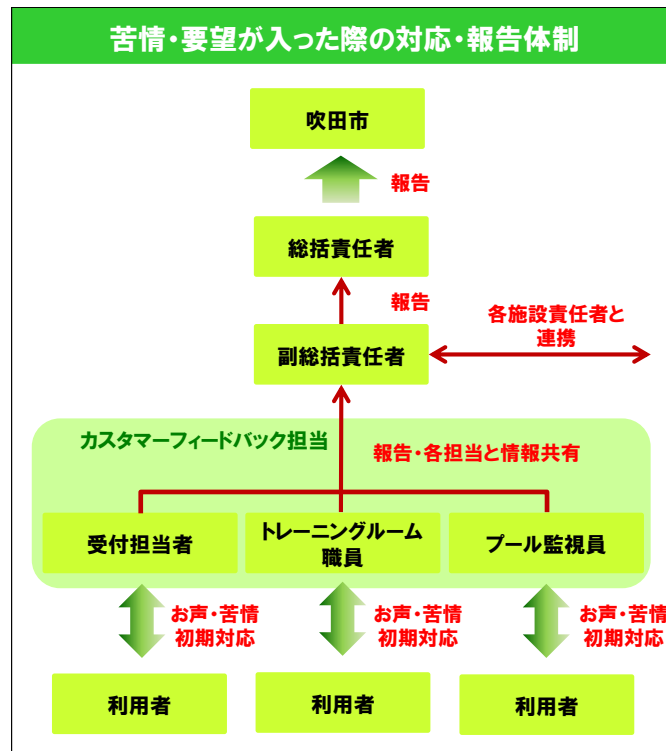 苦情・要望が入った際の対応・報告体制
吹田市
報告
総括責任者
報告
各施設責任者と
連携
副総括責任者
カスタマーフィードバック担当
報告・各担当と情報共有
受付担当者
トレーニングルーム
職員
プール監視員
お声・苦情
初期対応
お声・苦情
初期対応
お声・苦情
初期対応
利用者
利用者
利用者